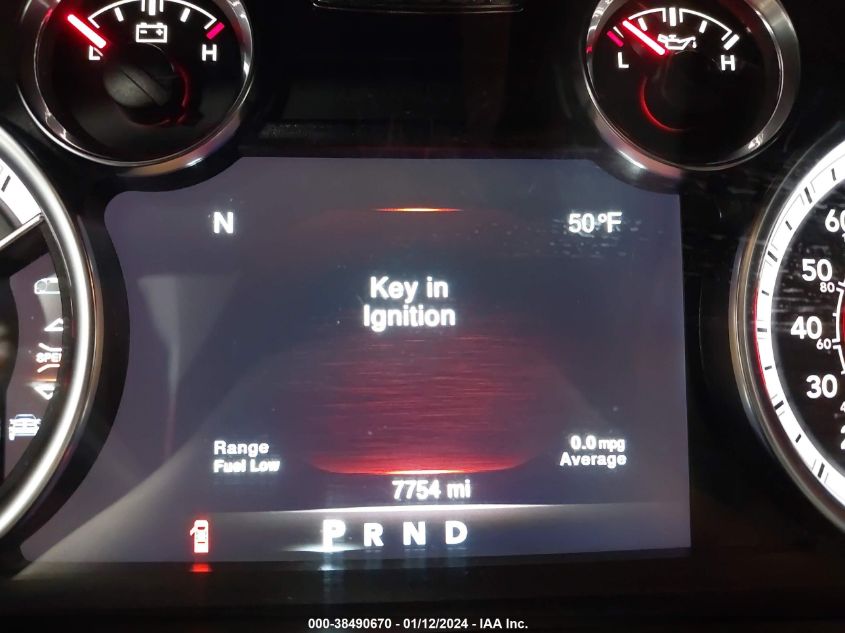 L H
L H
N 50°F
Key in
Ignition
60
50
80
40
60
30
Range 0.0 mpg
Fuel Low Average
7754 mi
P R N D
000-38490670 - 01/12/2024 - IAA Inc.